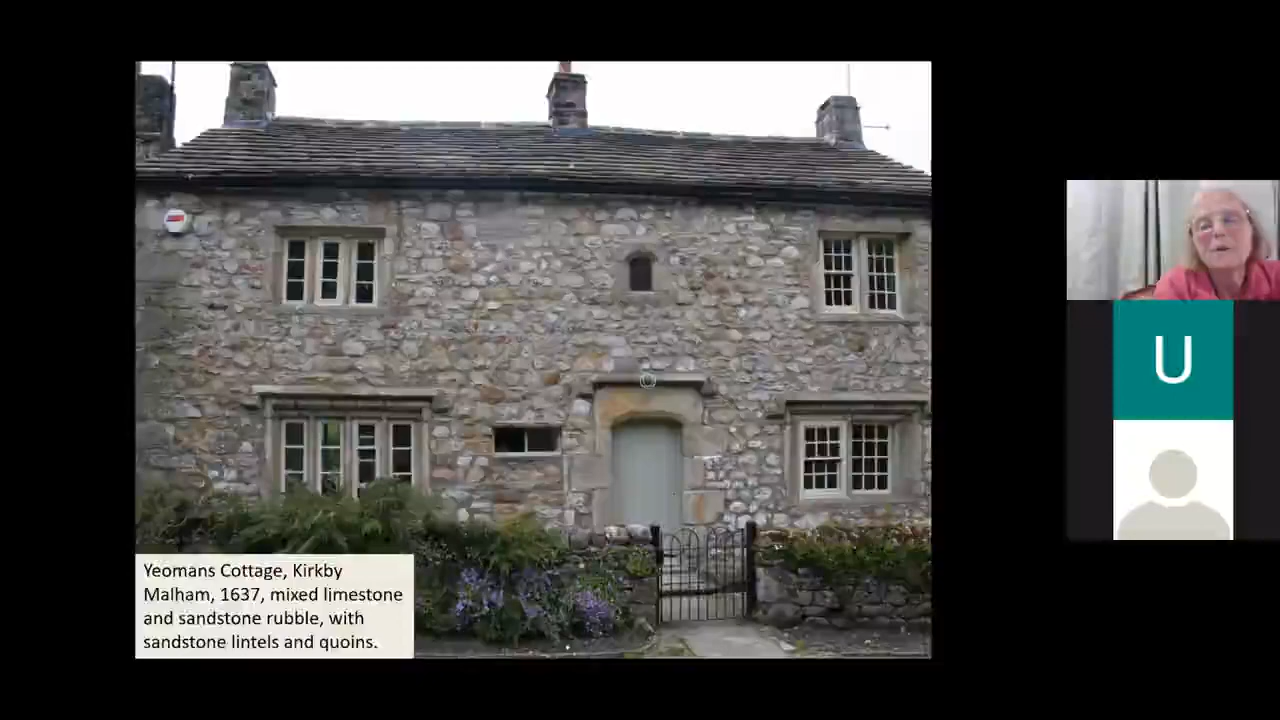 Yeomans Cottage, Kirkby
Malham, 1637, mixed limestone
and sandstone rubble, with
sandstone lintels and quoins.
U